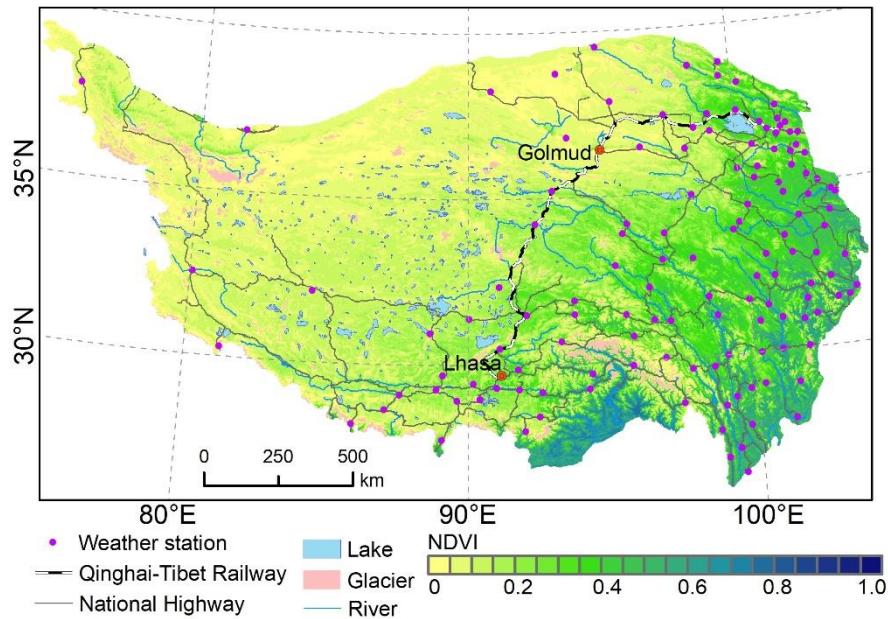 Golmud
35°N
30°N
Lhasa
0 250 500
km
80°E 90°E 100°E
Weather station
Qinghai-Tibet Railway
National Highway
Lake
Glacier
River
NDVI
0 0.2 0.4 0.6 0.8 1.0